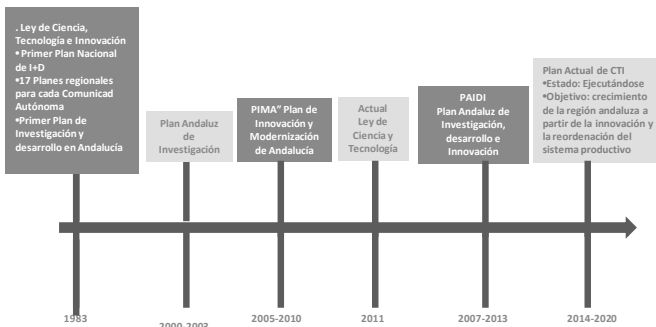 . Ley de Ciencia,
Tecnología e Innovación
•Primer Plan Nacional
de I+D
•17 Planes regionales
para cada Comunicad
Autónoma
•Primer Plan de
Investigación y
desarrollo en Andalucía
Plan Andaluz
de
Investigación
PIMA" Plan de
Innovación y
Modernización
de Andalucía
Actual
Ley de
Ciencia y
Tecnología
PAIDI
Plan Andaluz de
Investigación,
desarrollo e
Innovación
Plan Actual de CTI
•Estado: Ejecutándose
•Objetivo: crecimiento
de la región andaluza a
partir de la innovación y
la reordenación del
sistema productivo
1983
2000-2003
2005-2010
2011
2007-2013
2014-2020